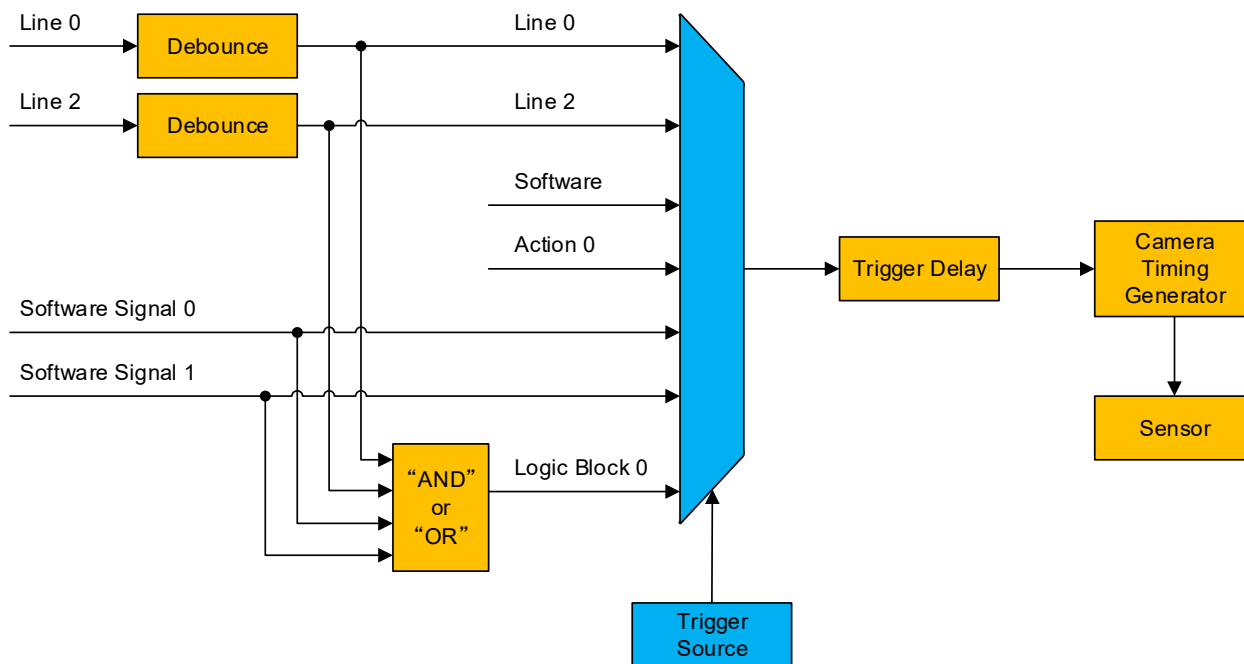 Line 0
Debounce
Line 0
Line 2
Debounce
Line 2
Software
Action 0
Trigger Delay
Camera
Timing
Generator
Software Signal 0
Software Signal 1
Sensor
“AND”
or
“OR”
Logic Block 0
Trigger
Source